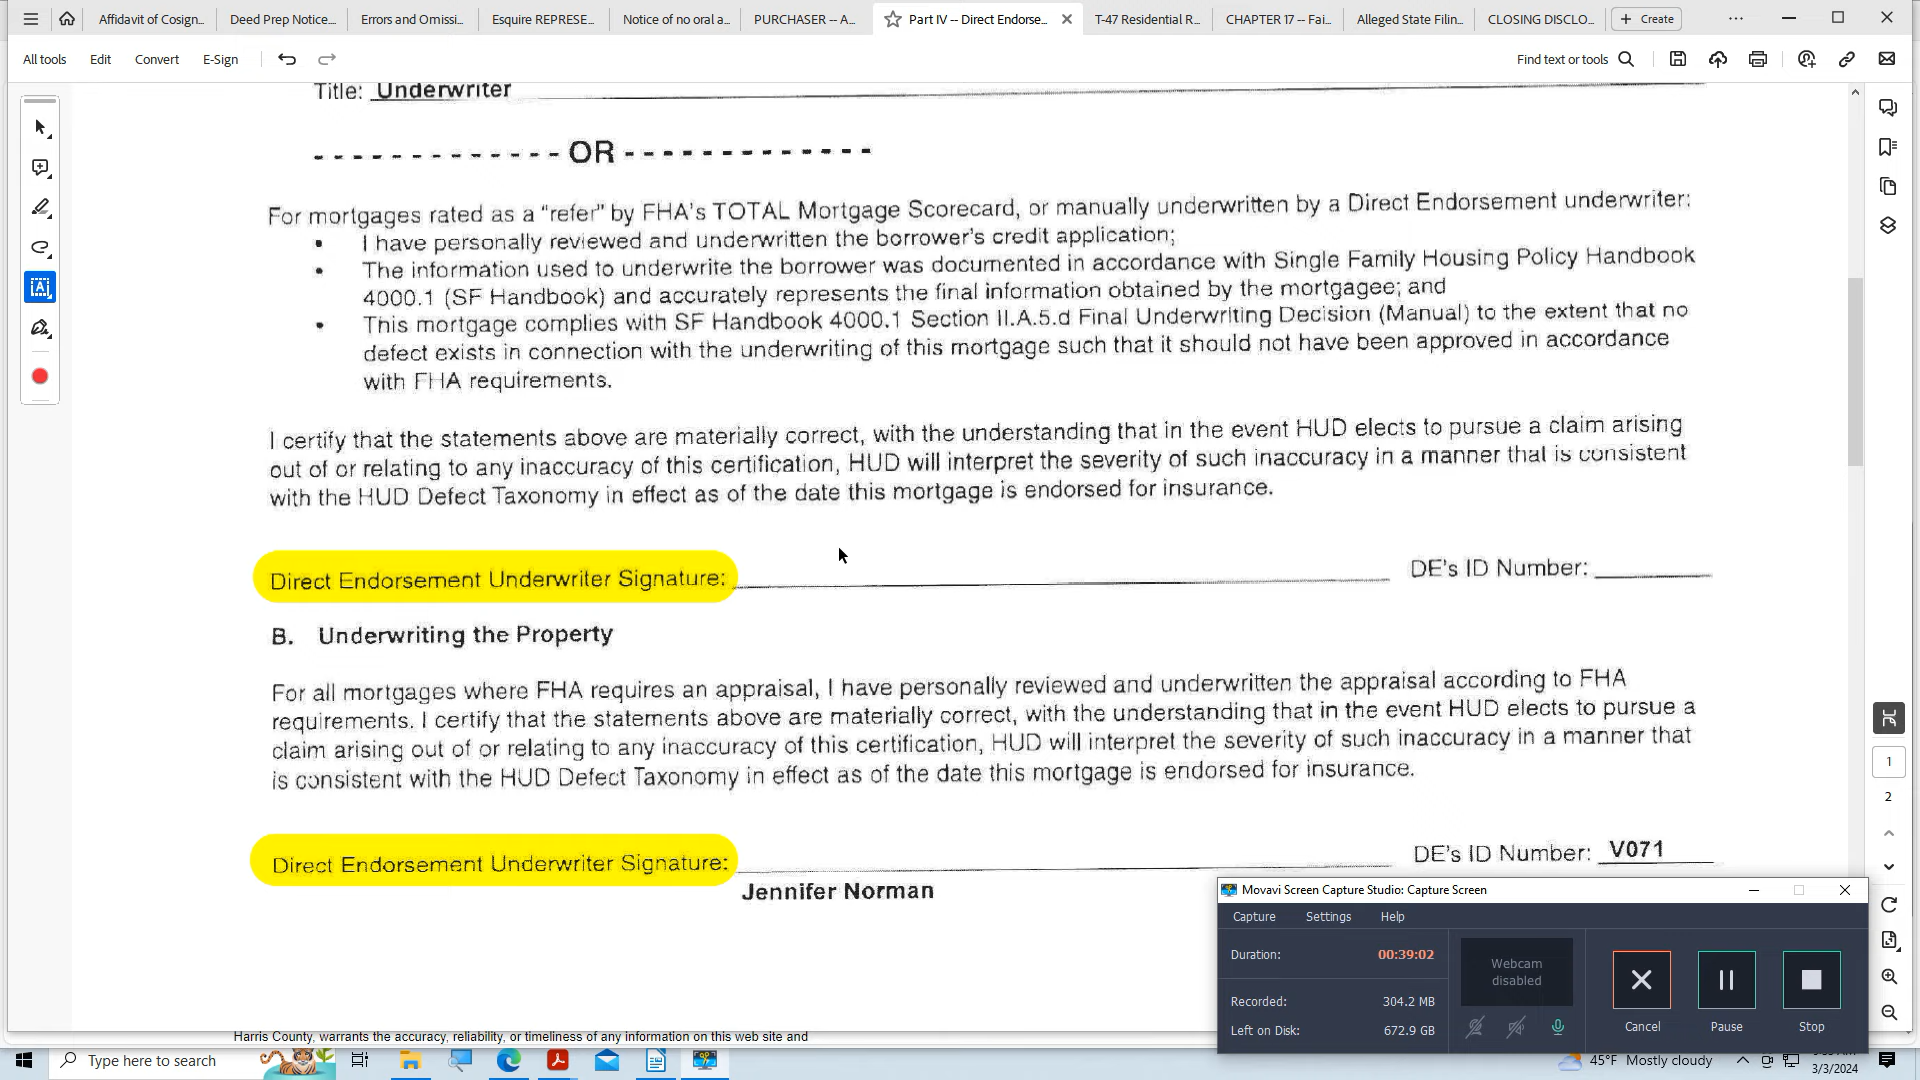 Affidavit of Cosign...
Deed Prep Notice....
Errors and Omissi...
Esquire REPRESE...
Notice of no oral a...
PURCHASER -- A...
Part IV -- Direct Endorse...
T-47 Residential R...
CHAPTER 17 -- Fai...
Alleged State Filin...
CLOSING DISCLO...
+ Create
All tools
Edit
Convert
E-Sign
Find text or tools
Title: Underwriter
- - - - - - - - - - - - - OR - - - - - - - - - - - - -
For mortgages rated as a "refer" by FHA's TOTAL Mortgage Scorecard, or manually underwritten by a Direct Endorsement underwriter:
• I have personally reviewed and underwritten the borrower's credit application;
• The information used to underwrite the borrower was documented in accordance with Single Family Housing Policy Handbook
4000.1 (SF Handbook) and accurately represents the final information obtained by the mortgagee; and
• This mortgage complies with SF Handbook 4000.1 Section II.A.5.d Final Underwriting Decision (Manual) to the extent that no
defect exists in connection with the underwriting of this mortgage such that it should not have been approved in accordance
with FHA requirements.
I certify that the statements above are materially correct, with the understanding that in the event HUD elects to pursue a claim arising
out of or relating to any inaccuracy of this certification, HUD will interpret the severity of such inaccuracy in a manner that is consistent
with the HUD Defect Taxonomy in effect as of the date this mortgage is endorsed for insurance.
Direct Endorsement Underwriter Signature: DE's ID Number:
B. Underwriting the Property
For all mortgages where FHA requires an appraisal, I have personally reviewed and underwritten the appraisal according to FHA
requirements. I certify that the statements above are materially correct, with the understanding that in the event HUD elects to pursue a
claim arising out of or relating to any inaccuracy of this certification, HUD will interpret the severity of such inaccuracy in a manner that
is consistent with the HUD Defect Taxonomy in effect as of the date this mortgage is endorsed for insurance.
Direct Endorsement Underwriter Signature: DE's ID Number: V071
Jennifer Norman
1
2
Movavi Screen Capture Studio: Capture Screen
Capture
Settings
Help
Duration: 00:39:02
Recorded: 304.2 MB
Left on Disk: 672.9 GB
Webcam
disabled
Cancel
Pause
Stop
Harris County, warrants the accuracy, reliability, or timeliness of any information on this web site and
Type here to search
45°F Mostly cloudy
3/3/2024